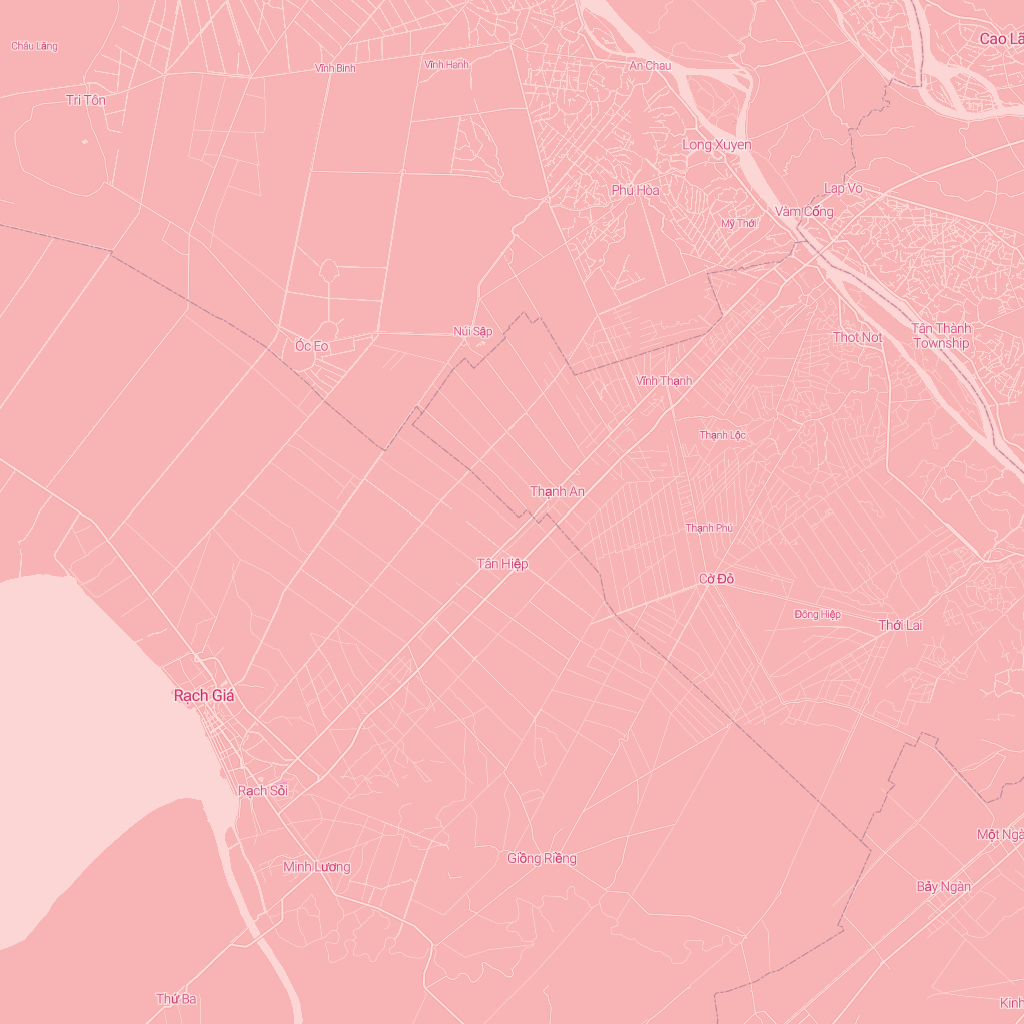 Cao Lã
Châu Lăng
Vĩnh Bình
Vĩnh Hanh
An Chau
Tri Tôn
Long Xuyen
Phú Hòa
Lap Vo
Vàm Cống
Mỹ Thới
Núi Sập
Óc Eo
Thot Not
Tân Thành
Township
Vĩnh Thạnh
Thạnh Lộc
Thạnh An
Thạnh Phú
Tân Hiệp
Cờ Đỏ
Đông Hiệp
Thới Lai
Rạch Giá
Rạch Sỏi
Một Ngà
Giồng Riềng
Minh Lương
Bảy Ngàn
Thứ Ba
Kinh